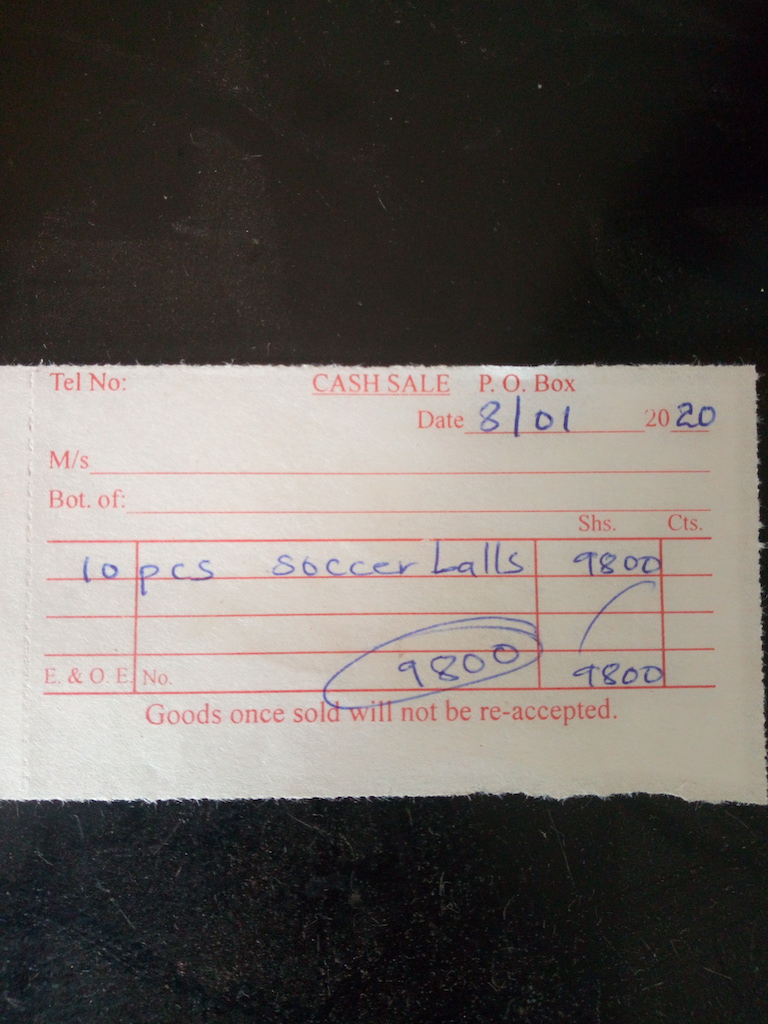 Tel No: CASH SALE P. O. Box
Date 8/01 2020
M/s
Bot. of:
Shs. Cts.
10 pcs soccer balls 9800
E. & O. E. No. 9800 9800
Goods once sold will not be re-accepted.